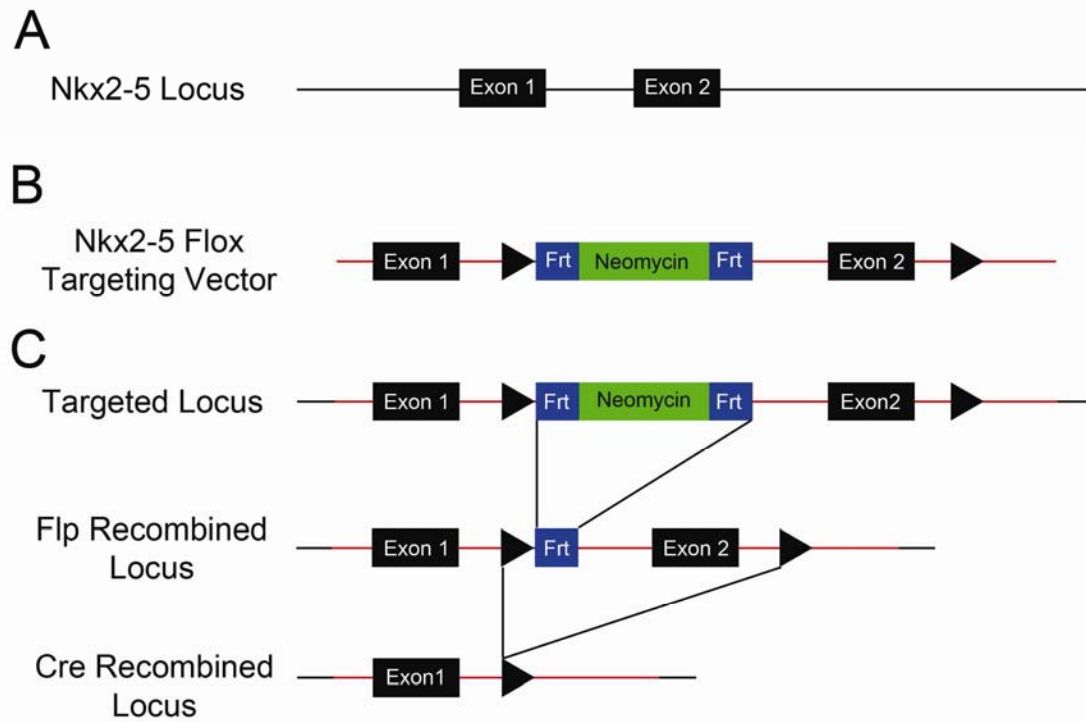 A
Nkx2-5 Locus
Exon 1
Exon 2
B
Nkx2-5 Flox
Targeting Vector
Exon 1
Frt
Neomycin
Frt
Exon 2
C
Targeted Locus
Exon 1
Frt
Neomycin
Frt
Exon2
Flp Recombined
Locus
Exon 1
Frt
Exon 2
Cre Recombined
Locus
Exon1